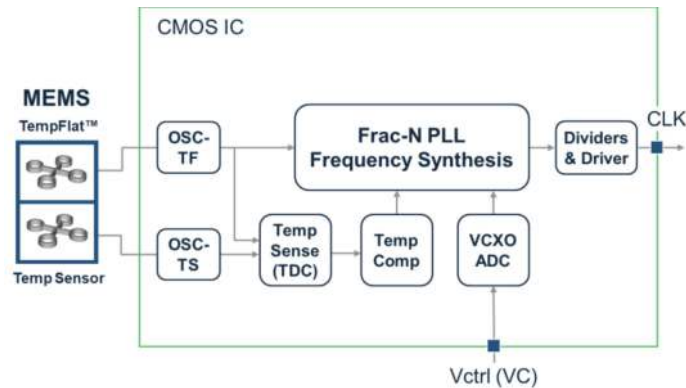 CMOS IC
MEMS
TempFlat™
OSC-
TF
Frac-N PLL
Frequency Synthesis
Dividers
& Driver
CLK
OSC-
TS
Temp
Sense
(TDC)
Temp
Comp
VCXO
ADC
Temp Sensor
Vctrl (VC)